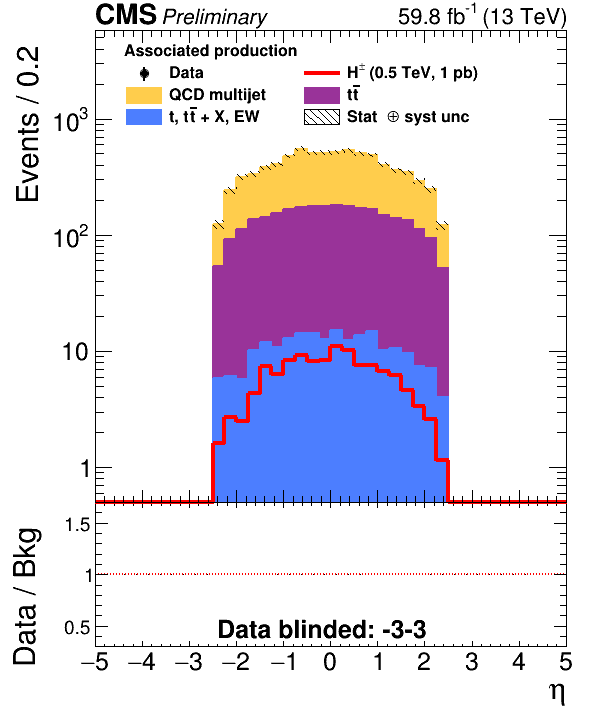 CMS Preliminary 59.8 fb⁻¹ (13 TeV)
Associated production
Data H± (0.5 TeV, 1 pb)
QCD multijet tt̅
t, tt̅ + X, EW Stat ⊕ syst unc
Events / 0.2
10³
10²
10
1
Data / Bkg
1.5
1
0.5
Data blinded: -3-3
−5 −4 −3 −2 −1 0 1 2 3 4 5
η